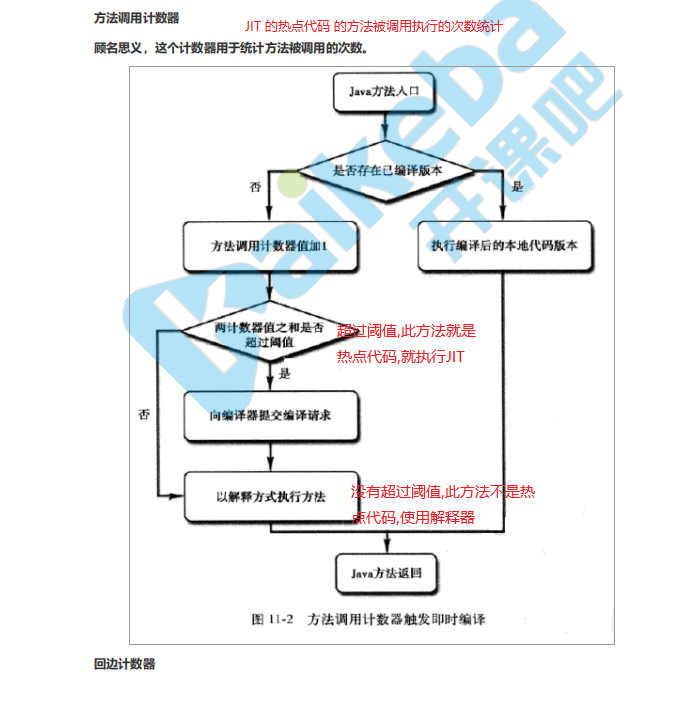 方法调用计数器
JIT 的热点代码 的方法被调用执行的次数统计
顾名思义，这个计数器用于统计方法被调用的次数。
kaikeba
开课吧
Java方法入口
是否存在已编译版本
否
是
方法调用计数器值加1
执行编译后的本地代码版本
两计数器值之和是否
超过阈值
超过阈值,此方法就是
热点代码,就执行JIT
是
否
向编译器提交编译请求
以解释方式执行方法
没有超过阈值,此方法不是热
点代码,使用解释器
Java方法返回
图 11-2 方法调用计数器触发即时编译
回边计数器